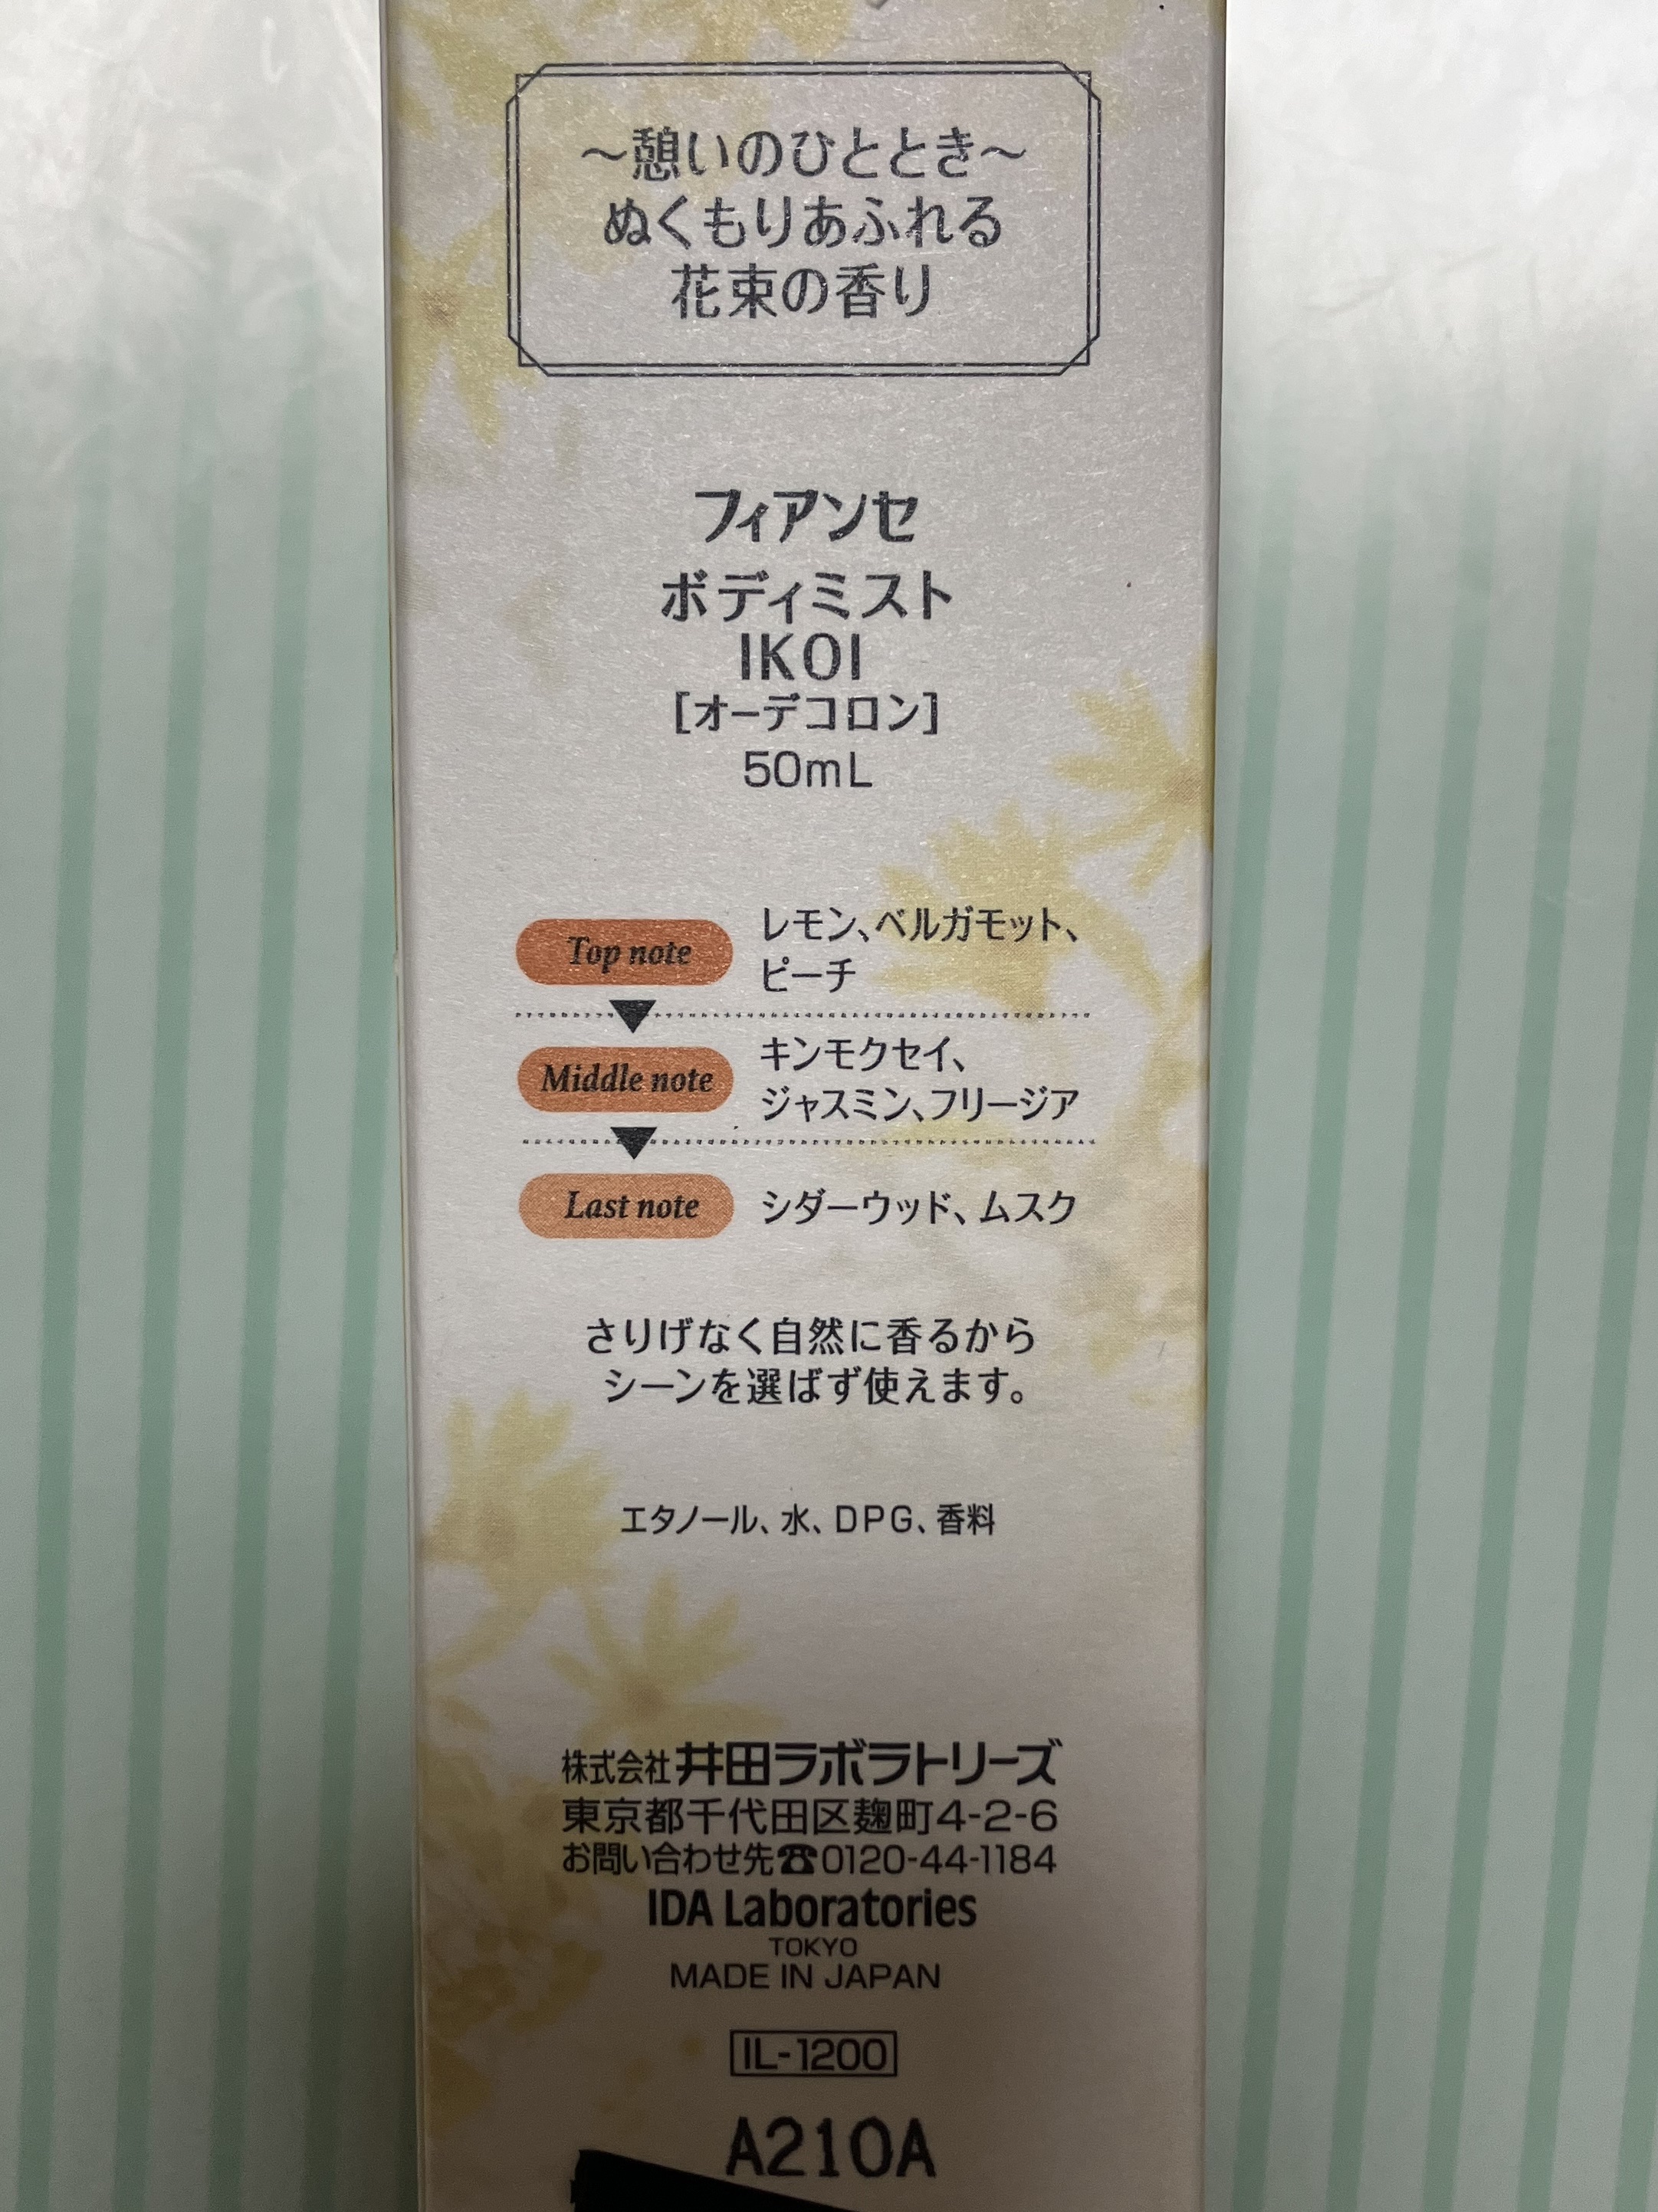 ～憩いのひととき～
ぬくもりあふれる
花束の香り
フィアンセ
ボディミスト
IKOI
[オーデコロン]
50mL
Top note レモン、ベルガモット、
ピーチ
Middle note キンモクセイ、
ジャスミン、フリージア
Last note シダーウッド、ムスク
さりげなく自然に香るから
シーンを選ばず使えます。
エタノール、水、DPG、香料
株式会社井田ラボラトリーズ
東京都千代田区麹町4-2-6
お問い合わせ先☎0120-44-1184
IDA Laboratories
TOKYO
MADE IN JAPAN
IL-1200
A210A